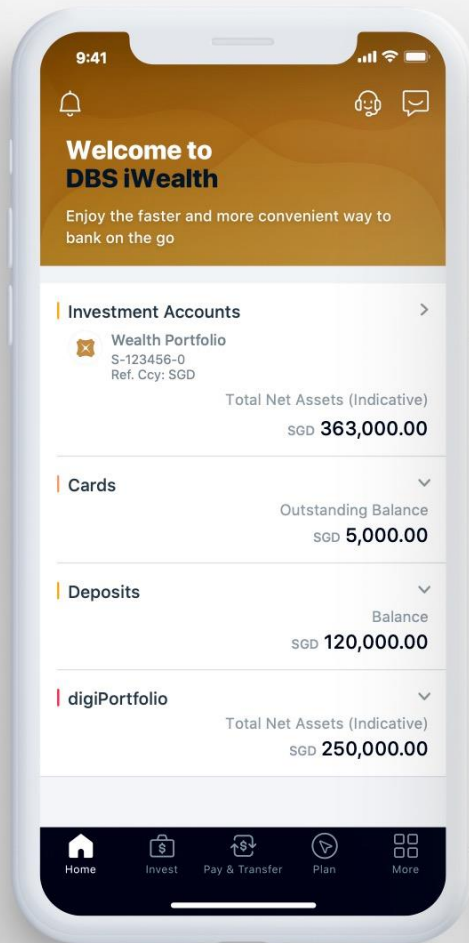 9:41
Welcome to
DBS iWealth
Enjoy the faster and more convenient way to
bank on the go
Investment Accounts
Wealth Portfolio
S-123456-0
Ref. Ccy: SGD
Total Net Assets (Indicative)
SGD 363,000.00
Cards
Outstanding Balance
SGD 5,000.00
Deposits
Balance
SGD 120,000.00
digiPortfolio
Total Net Assets (Indicative)
SGD 250,000.00
Home Invest Pay & Transfer Plan More